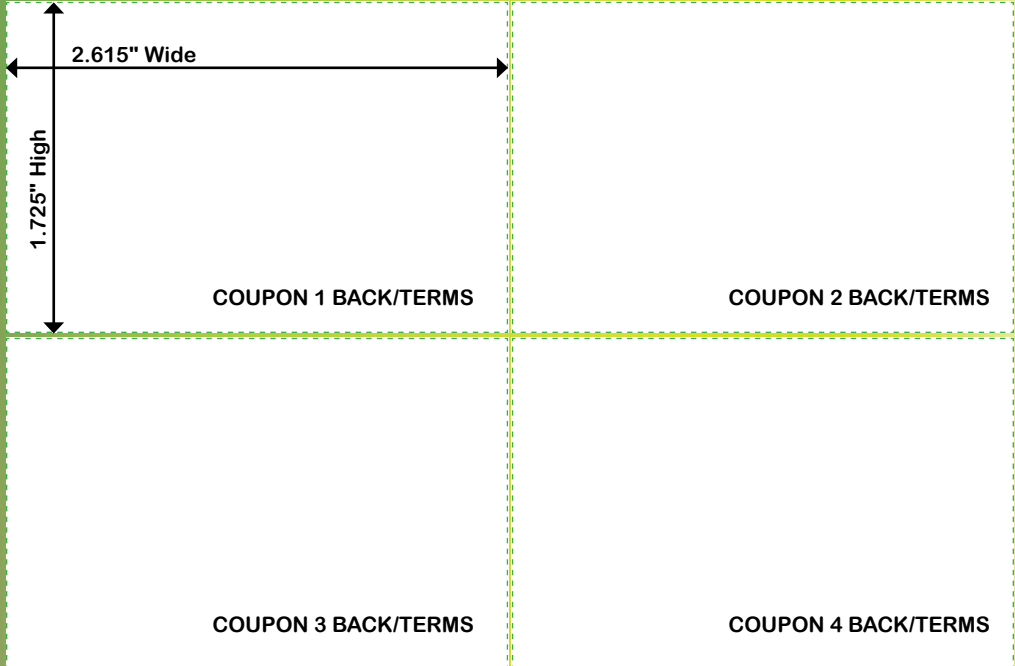 2.615" Wide
1.725" High
COUPON 1 BACK/TERMS
COUPON 2 BACK/TERMS
COUPON 3 BACK/TERMS
COUPON 4 BACK/TERMS